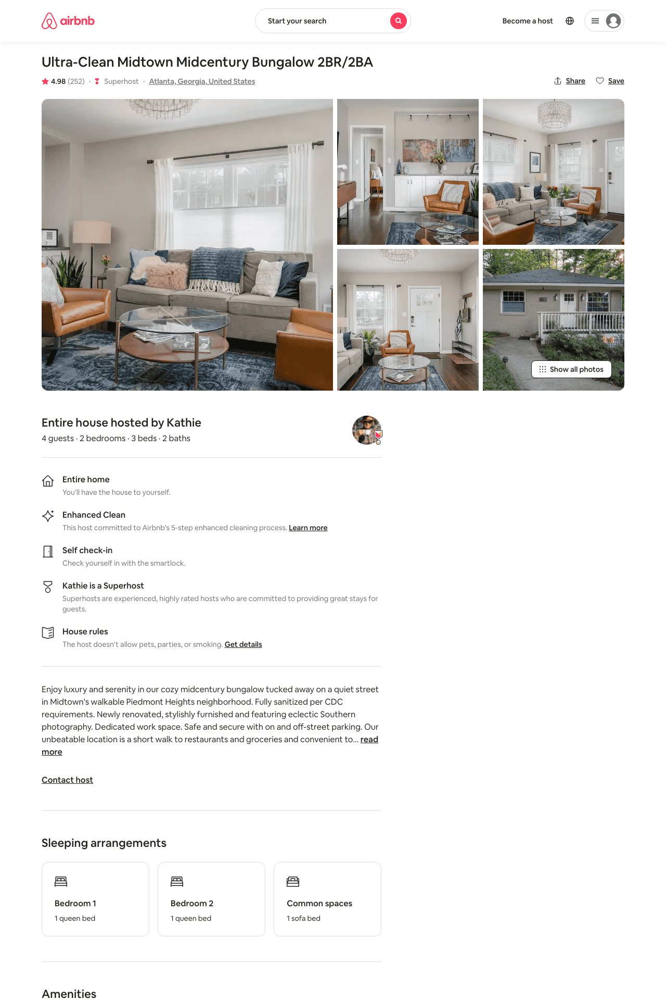 airbnb
Start your search
Become a host
Ultra-Clean Midtown Midcentury Bungalow 2BR/2BA
4.98 (252) · Superhost · Atlanta, Georgia, United States
Share
Save
Show all photos
Entire house hosted by Kathie
4 guests · 2 bedrooms · 3 beds · 2 baths
Entire home
You’ll have the house to yourself.
Enhanced Clean
This host committed to Airbnb's 5-step enhanced cleaning process. Learn more
Self check-in
Check yourself in with the smartlock.
Kathie is a Superhost
Superhosts are experienced, highly rated hosts who are committed to providing great stays for
guests.
House rules
The host doesn’t allow pets, parties, or smoking. Get details
Enjoy luxury and serenity in our cozy midcentury bungalow tucked away on a quiet street
in Midtown's walkable Piedmont Heights neighborhood. Fully sanitized per CDC
requirements. Newly renovated, stylishly furnished and featuring eclectic Southern
photography. Dedicated work space. Safe and secure with on and off-street parking. Our
unbeatable location is a short walk to restaurants and groceries and convenient to... read
more
Contact host
Sleeping arrangements
Bedroom 1
1 queen bed
Bedroom 2
1 queen bed
Common spaces
1 sofa bed
Amenities